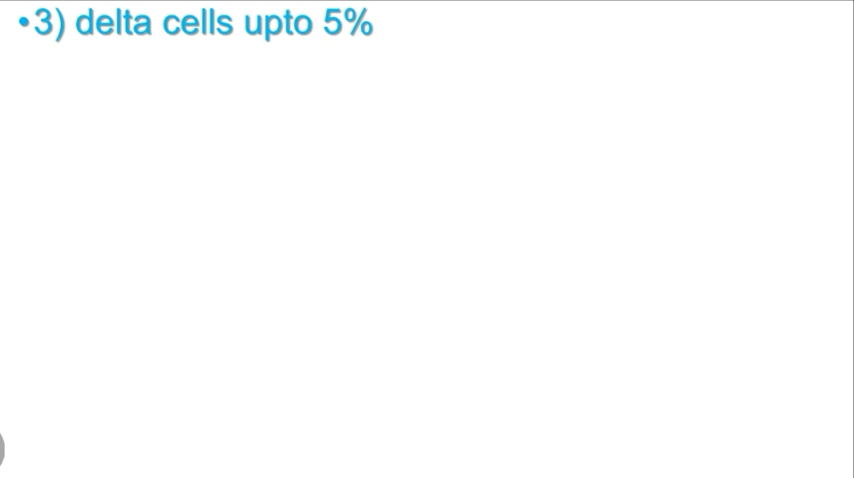 •3) delta cells upto 5%